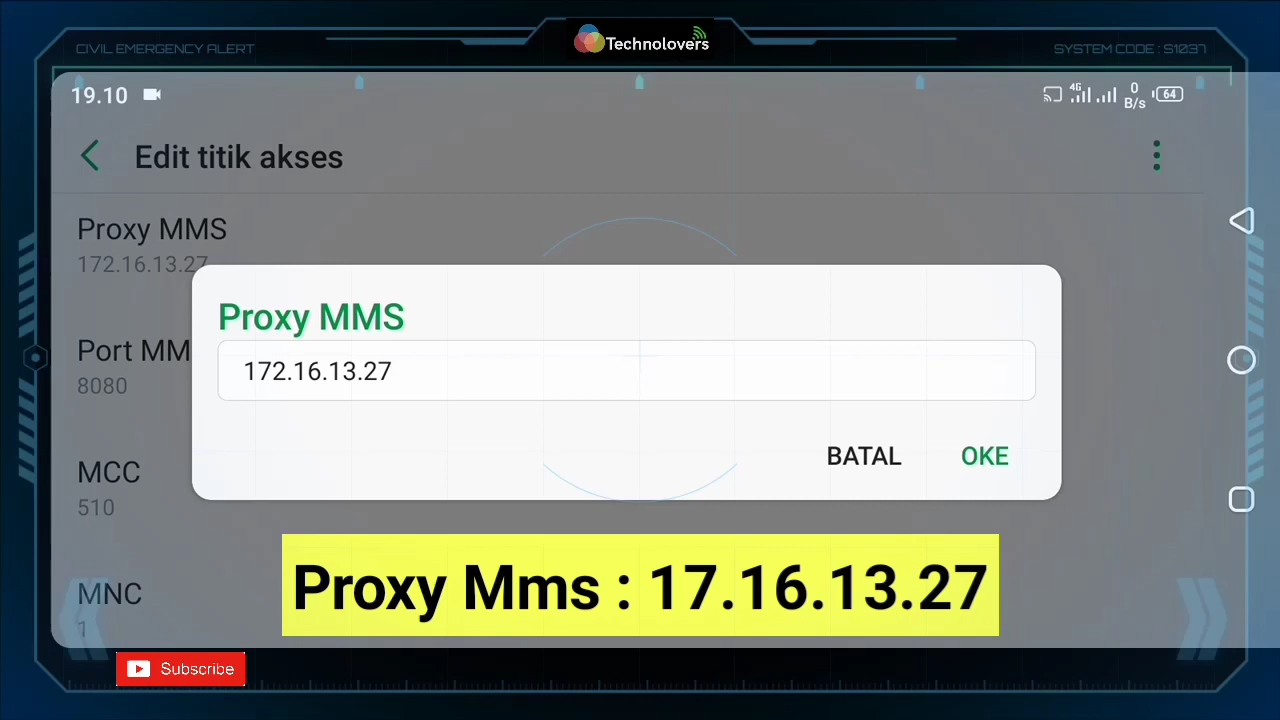 CIVIL EMERGENCY ALERT
Technolovers
SYSTEM CODE : S1037
19.10
4G
0
B/s
64
Edit titik akses
Proxy MMS
172.16.13.27
Proxy MMS
172.16.13.27
BATAL
OKE
Port MM
8080
MCC
510
MNC
1
Proxy Mms : 17.16.13.27
Subscribe